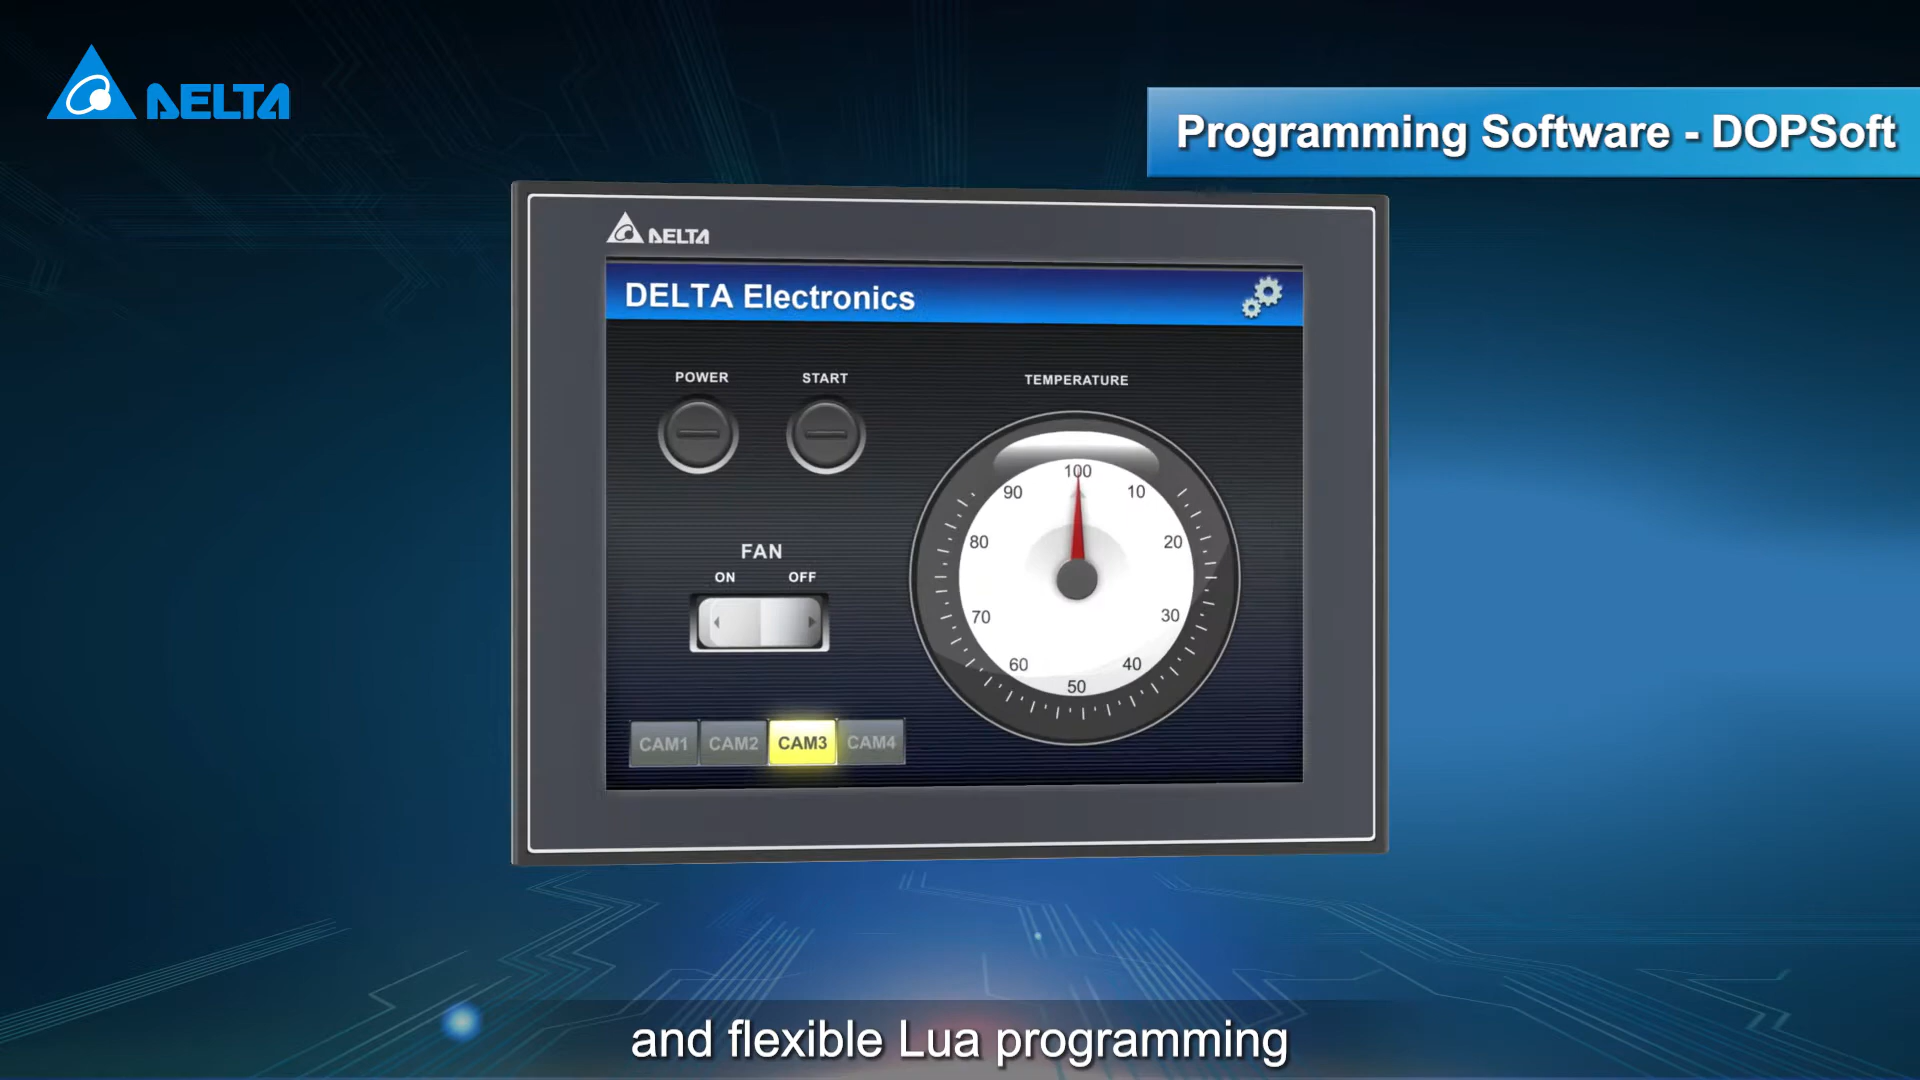 DELTA
Programming Software - DOPSoft
DELTA
DELTA Electronics
POWER
START
TEMPERATURE
100
90
10
80
20
70
30
60
40
50
FAN
ON
OFF
CAM1
CAM2
CAM3
CAM4
and flexible Lua programming